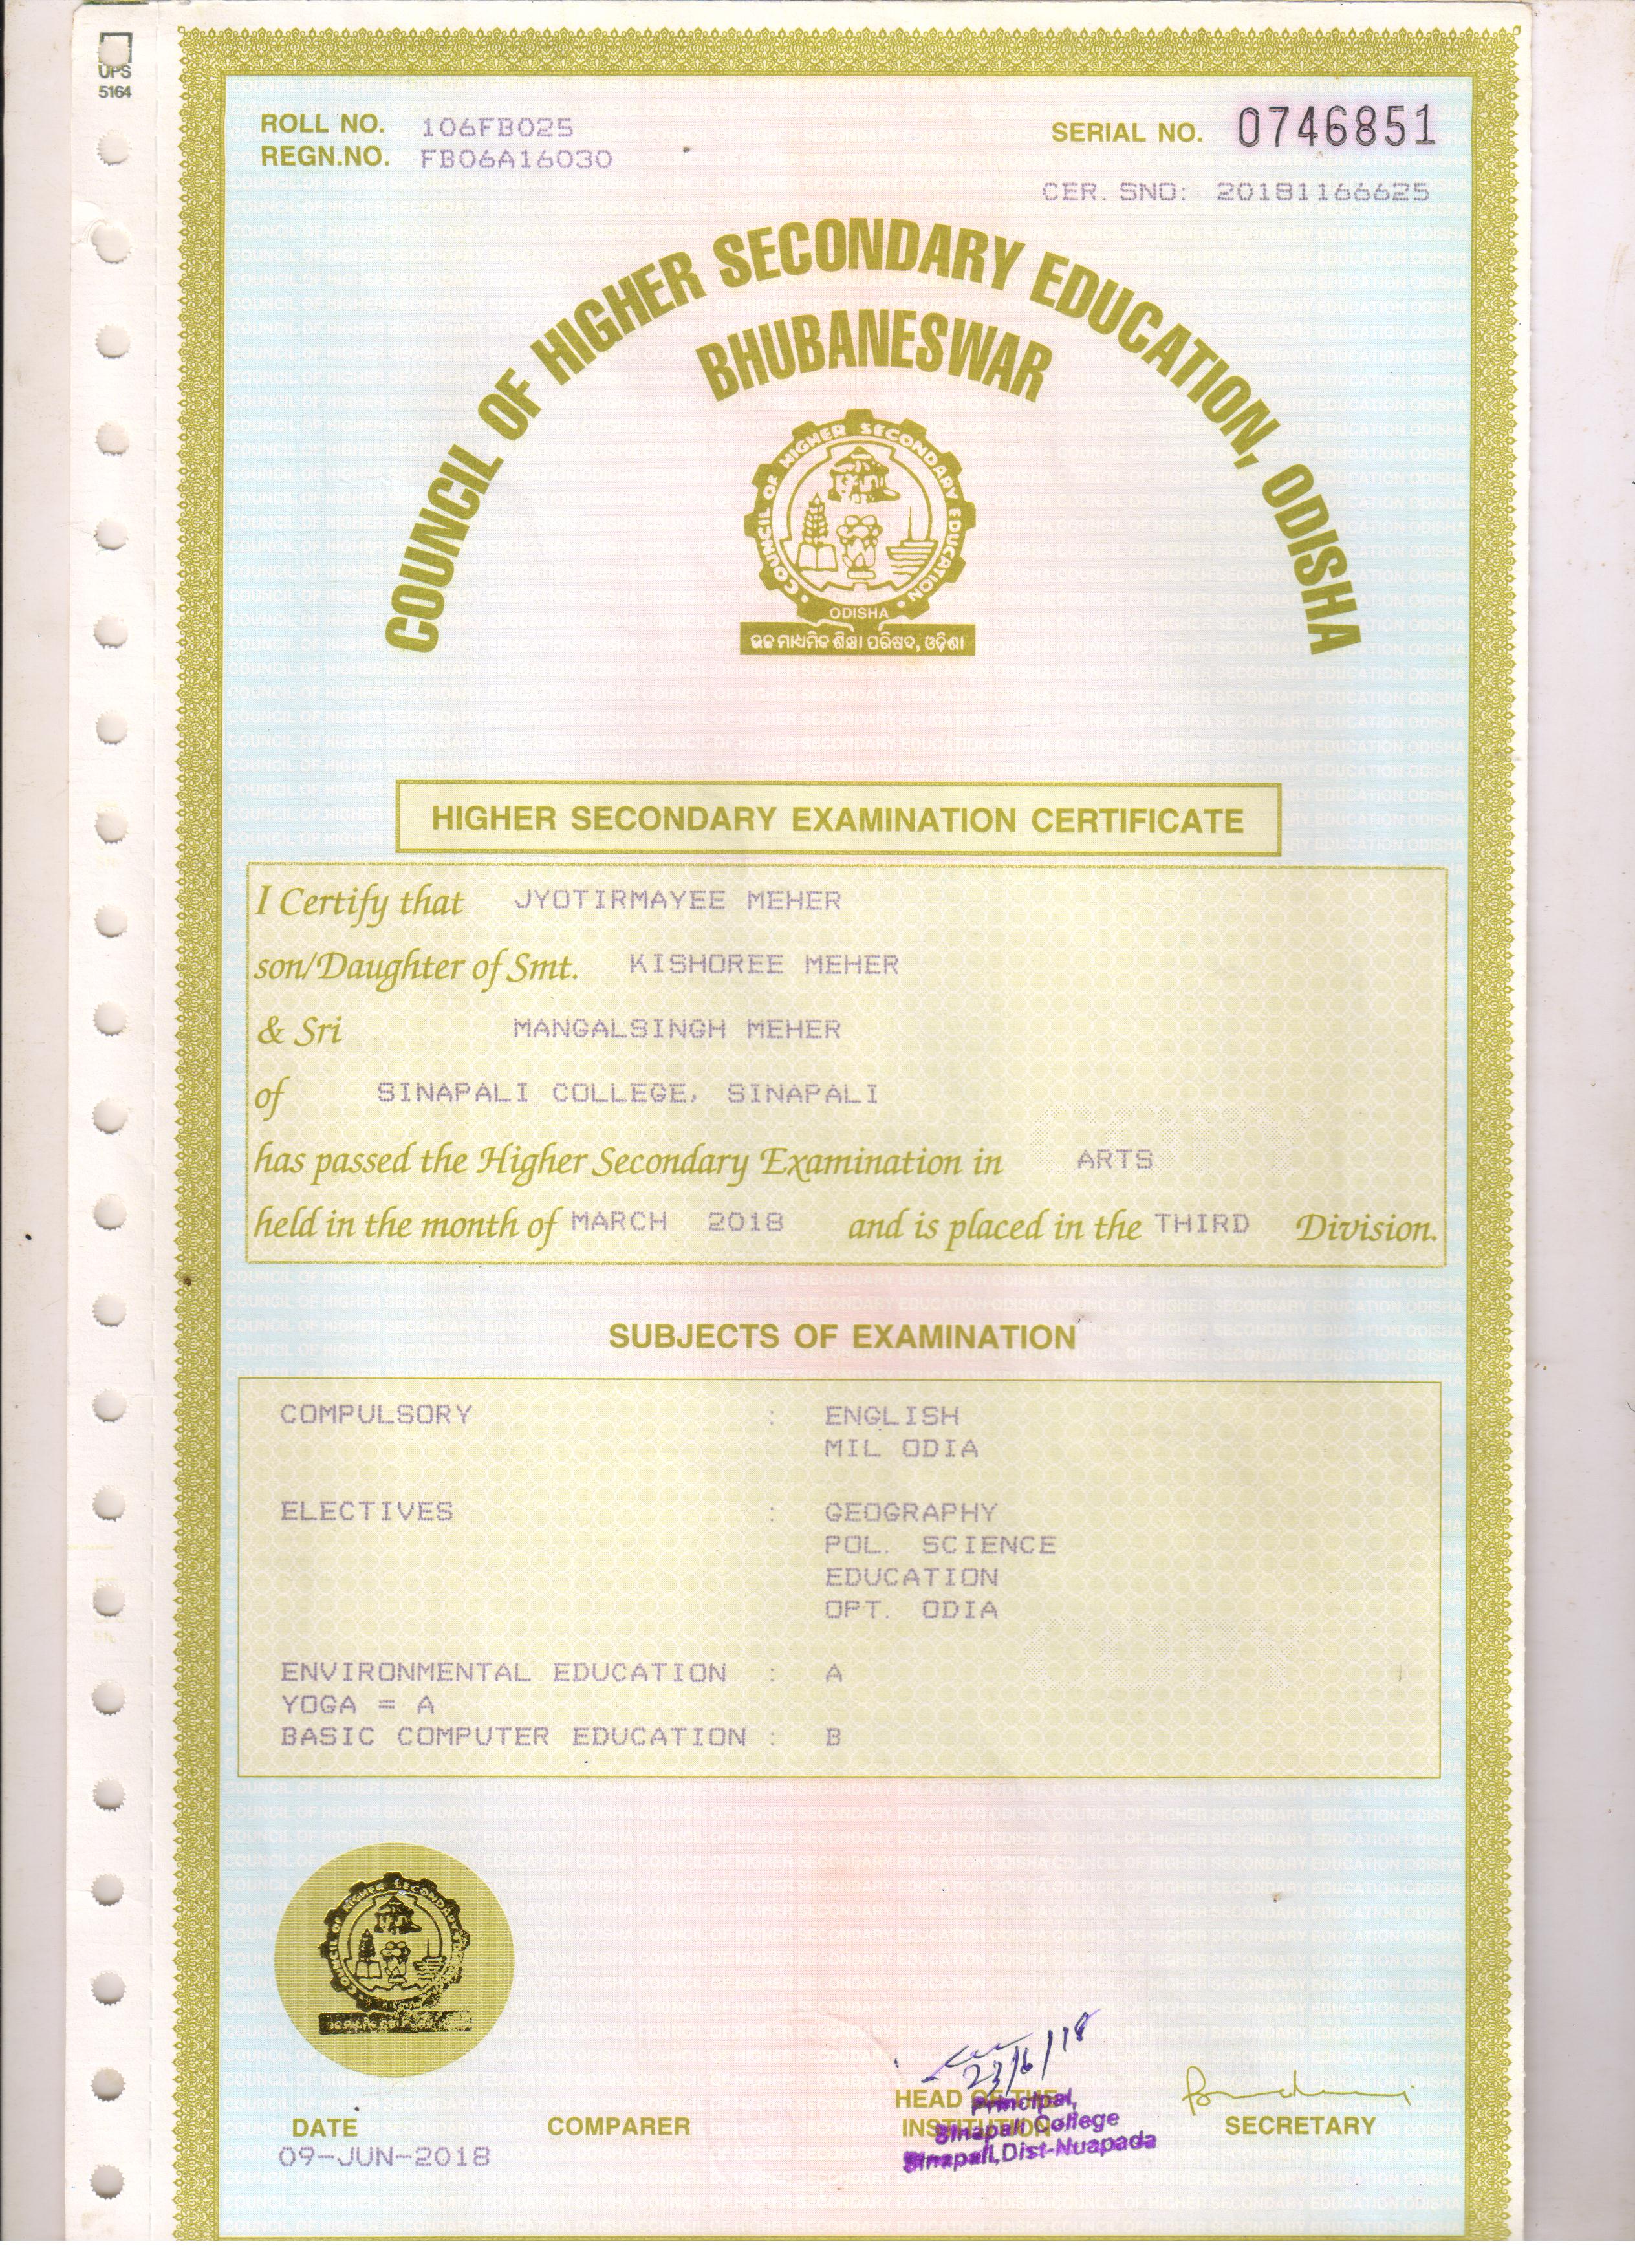 UPS
5164
ROLL NO. 106FB025
REGN.NO. FB06A16030
SERIAL NO. 0746851
CER. SNO: 20181166625
COUNCIL OF HIGHER SECONDARY EDUCATION, ODISHA
BHUBANESWAR
COUNCIL OF HIGHER SECONDARY EDUCATION
ODISHA
ଉଚ୍ଚ ମାଧ୍ୟମିକ ଶିକ୍ଷା ପରିଷଦ, ଓଡ଼ିଶା
HIGHER SECONDARY EXAMINATION CERTIFICATE
I Certify that JYOTIRMAYEE MEHER
son/Daughter of Smt. KISHOREE MEHER
& Sri MANGALSINGH MEHER
of SINAPALI COLLEGE, SINAPALI
has passed the Higher Secondary Examination in ARTS
held in the month of MARCH 2018 and is placed in the THIRD Division.
SUBJECTS OF EXAMINATION
COMPULSORY : ENGLISH
MIL ODIA
ELECTIVES : GEOGRAPHY
POL. SCIENCE
EDUCATION
OPT. ODIA
ENVIRONMENTAL EDUCATION : A
YOGA = A
BASIC COMPUTER EDUCATION : B
COUNCIL OF HIGHER SECONDARY
23/6/18
HEAD OF THE
INSTITUTION
Principal,
Sinapali College
Sinapali, Dist-Nuapada
SECRETARY
DATE
COMPARER
09-JUN-2018